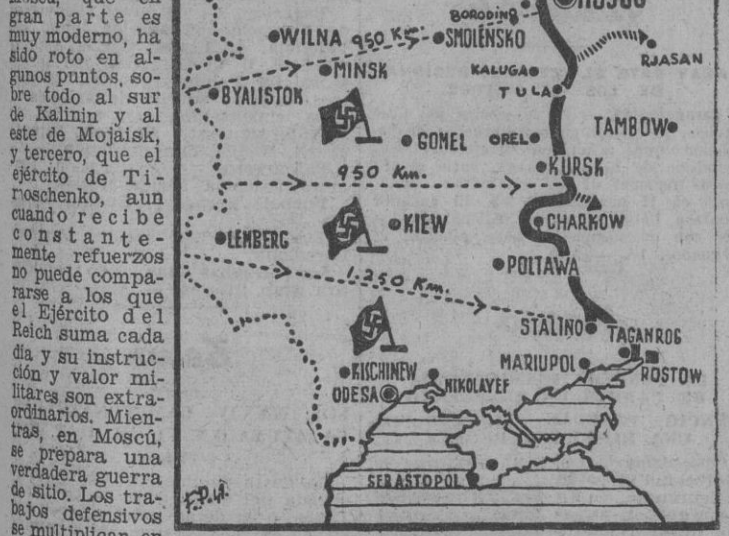 gran parte es
muy moderno, ha
sido roto en al-
gunos puntos, so-
bre todo al sur
de Kalinin y al
este de Mojaisk,
y tercero, que el
ejército de Ti-
moschenko, aun
cuando recibe
constante-
mente refuerzos
no puede compa-
rarse a los que
el Ejército del
Reich suma cada
día y su instruc-
ción y valor mi-
litares son extra-
ordinarios. Mien-
tras, en Moscú,
se prepara una
verdadera guerra
de sitio. Los tra-
bajos defensivos
se multiplican en
BORODINO
WILNA 950 Km. SMOLÉNSKO
RJASAN
MINSK KALUGA
BYALISTOK TULA
GOMEL OREL TAMBOW
950 Km. KURSK
LEMBERG KIEW CHARKOW
POLTAWA
1.250 Km.
STALINO TAGANROG
KISCHINEW MARIUPOL ROSTOW
ODESA NIKOLAYEF
SEBASTOPOL
F.P.41.